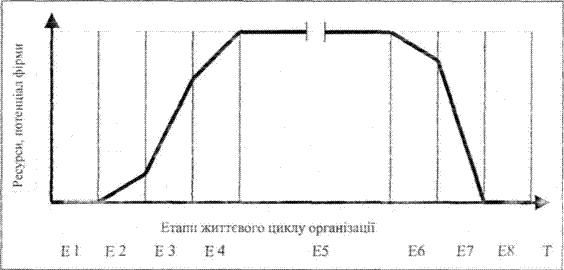 Ресурси, потенціал фірми
Етапи життєвого циклу організації
Е 1 Е 2 Е 3 Е 4 Е5 Е6 Е7 Е8 Т